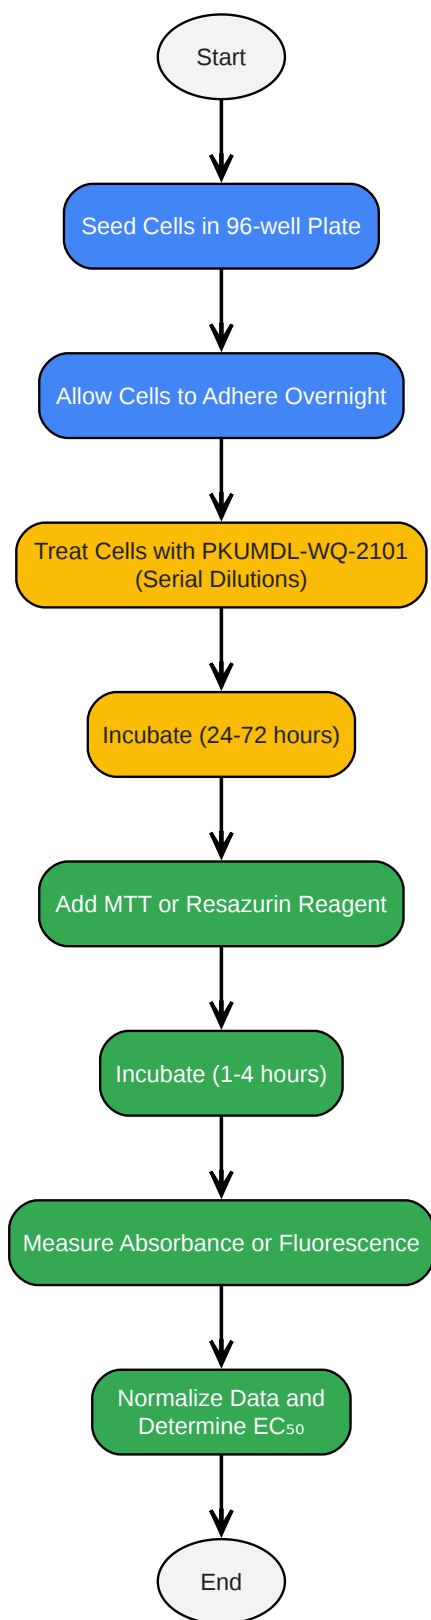 Start
Seed Cells in 96-well Plate
Allow Cells to Adhere Overnight
Treat Cells with PKUMDL-WQ-2101
(Serial Dilutions)
Incubate (24-72 hours)
Add MTT or Resazurin Reagent
Incubate (1-4 hours)
Measure Absorbance or Fluorescence
Normalize Data and
Determine EC₅₀
End